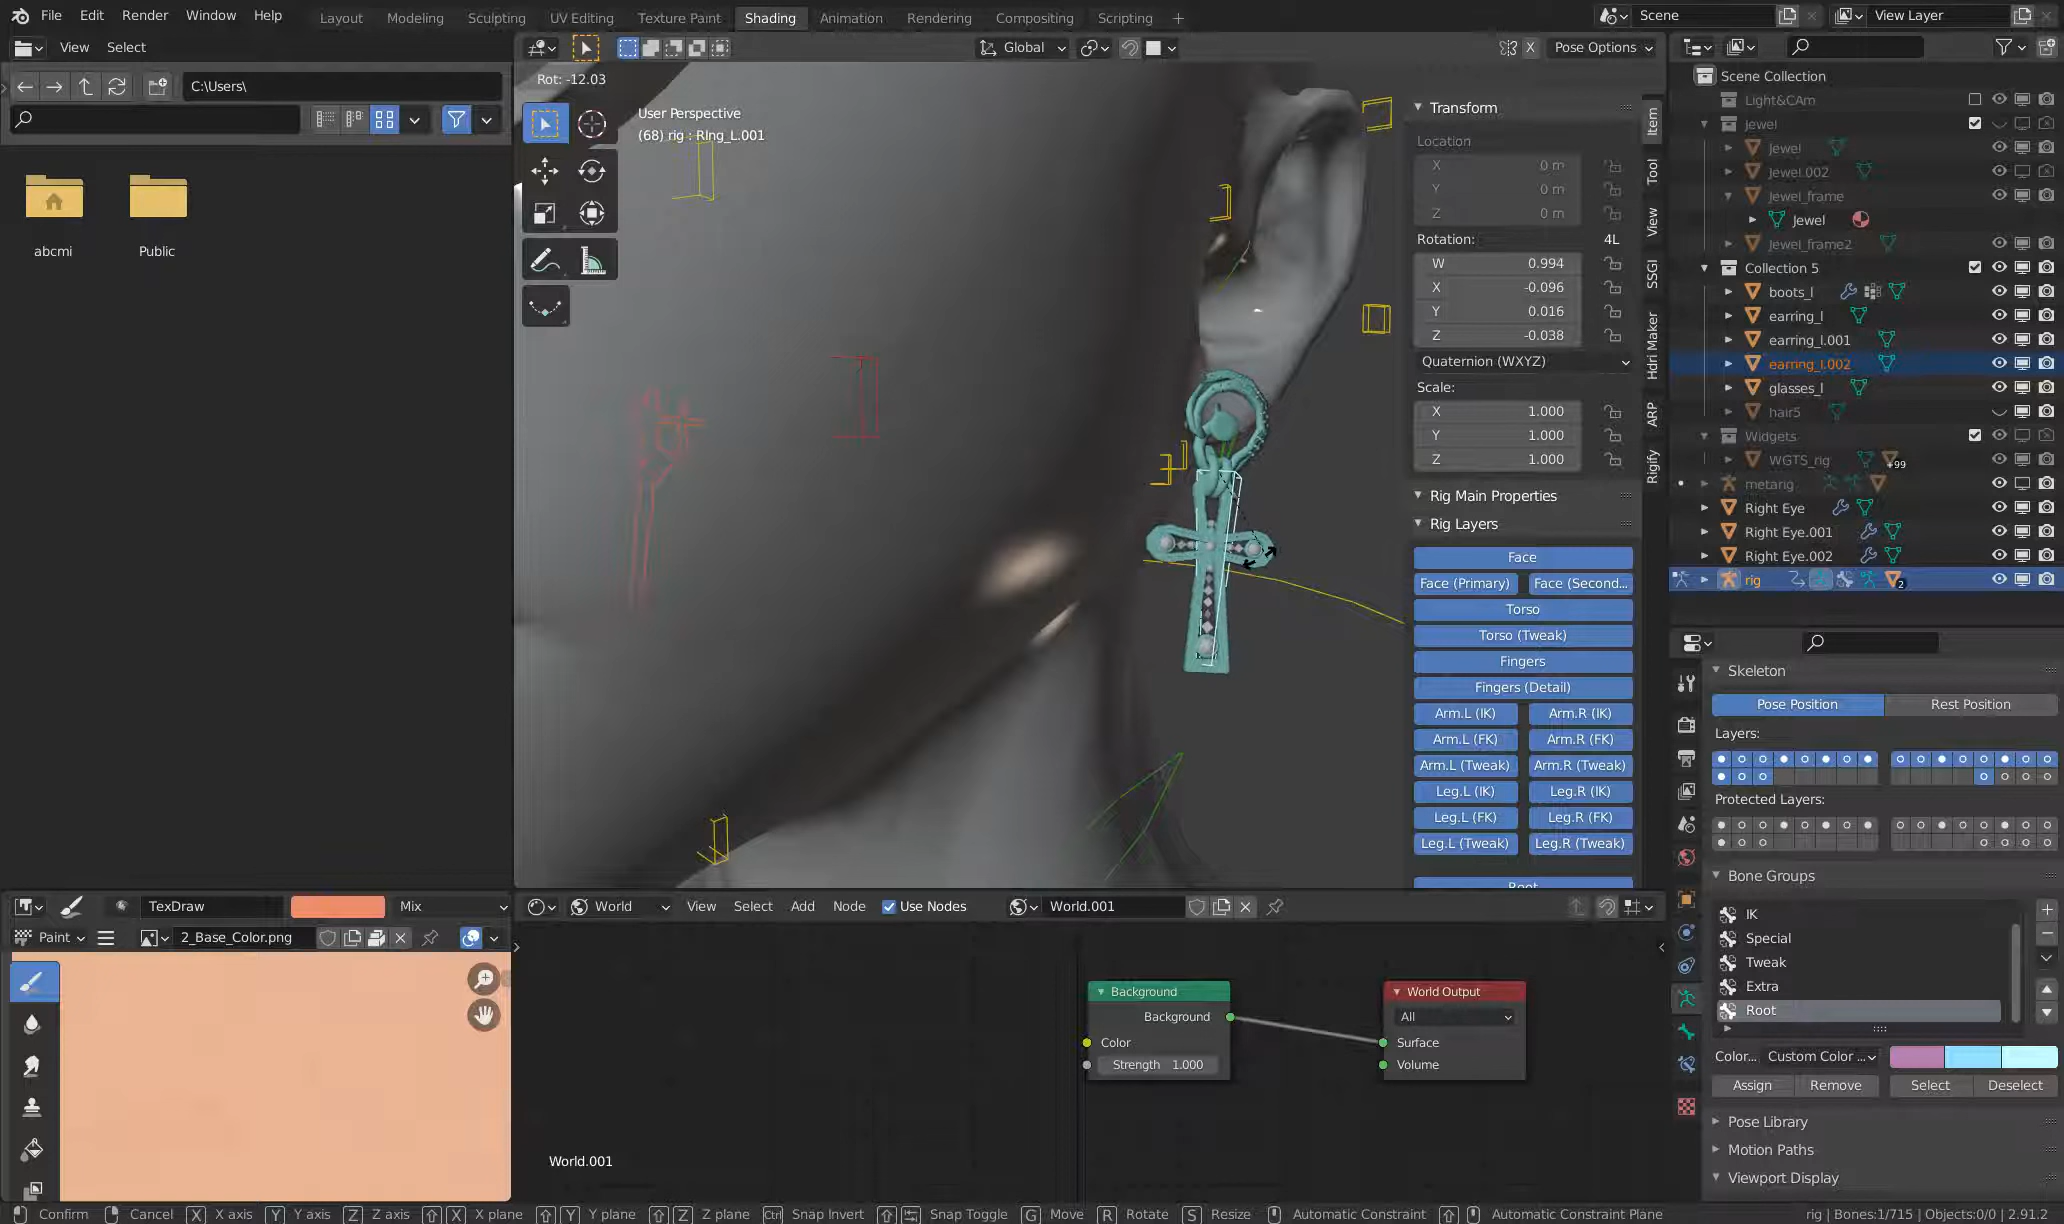 File Edit Render Window Help
Layout Modeling Sculpting UV Editing Texture Paint Shading Animation Rendering Compositing Scripting +
Scene
View Layer
View Select
Global
X Pose Options
C:\Users\
abcmi
Public
Rot: -12.03
User Perspective
(68) rig : RIng_L.001
Transform
Location
X 0 m
Y 0 m
Z 0 m
Rotation: 4L
W 0.994
X -0.096
Y 0.016
Z -0.038
Quaternion (WXYZ)
Scale:
X 1.000
Y 1.000
Z 1.000
Rig Main Properties
Rig Layers
Face
Face (Primary) Face (Second...
Torso
Torso (Tweak)
Fingers
Fingers (Detail)
Arm.L (IK) Arm.R (IK)
Arm.L (FK) Arm.R (FK)
Arm.L (Tweak) Arm.R (Tweak)
Leg.L (IK) Leg.R (IK)
Leg.L (FK) Leg.R (FK)
Leg.L (Tweak) Leg.R (Tweak)
Root
Item
Tool
View
SSGI
Hdri Maker
ARP
Rigify
Scene Collection
Light&CAm
Jewel
Jewel
Jewel.002
Jewel_frame
Jewel
Jewel_frame2
Collection 5
boots_l
earring_l
earring_l.001
earring_l.002
glasses_l
hair5
Widgets
WGTS_rig +99
metarig
Right Eye
Right Eye.001
Right Eye.002
rig 2
Skeleton
Pose Position Rest Position
Layers:
Protected Layers:
Bone Groups
IK
Special
Tweak
Extra
Root
Color... Custom Color ...
Assign Remove Select Deselect
Pose Library
Motion Paths
Viewport Display
TexDraw Mix
Paint 2_Base_Color.png
World View Select Add Node Use Nodes World.001
Background
Background
Color
Strength 1.000
World Output
All
Surface
Volume
World.001
Confirm Cancel X X axis Y Y axis Z Z axis X X plane Y Y plane Z Z plane Ctrl Snap Invert Snap Toggle G Move R Rotate S Resize Automatic Constraint Automatic Constraint Plane rig | Bones:1/715 | Objects:0/0 | 2.91.2